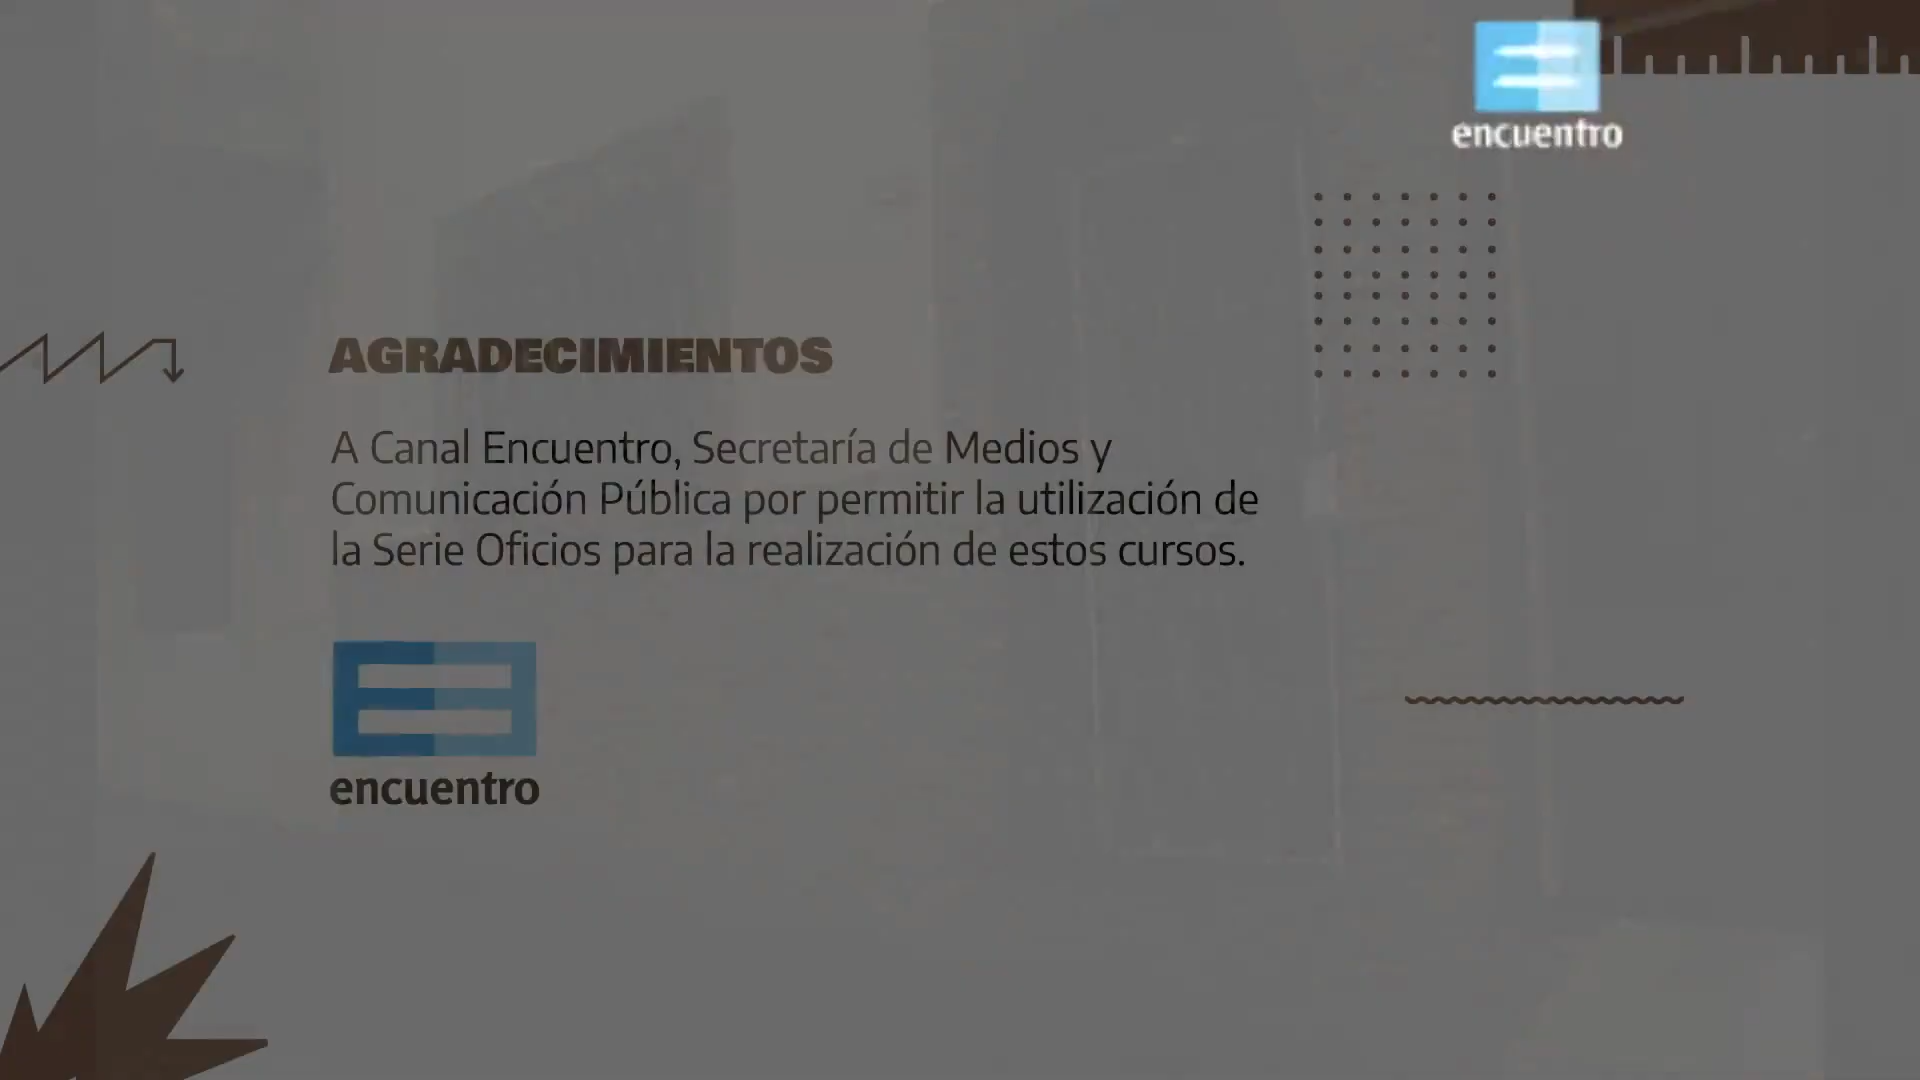 encuentro
AGRADECIMIENTOS
A Canal Encuentro, Secretaría de Medios y
Comunicación Pública por permitir la utilización de
la Serie Oficios para la realización de estos cursos.
encuentro